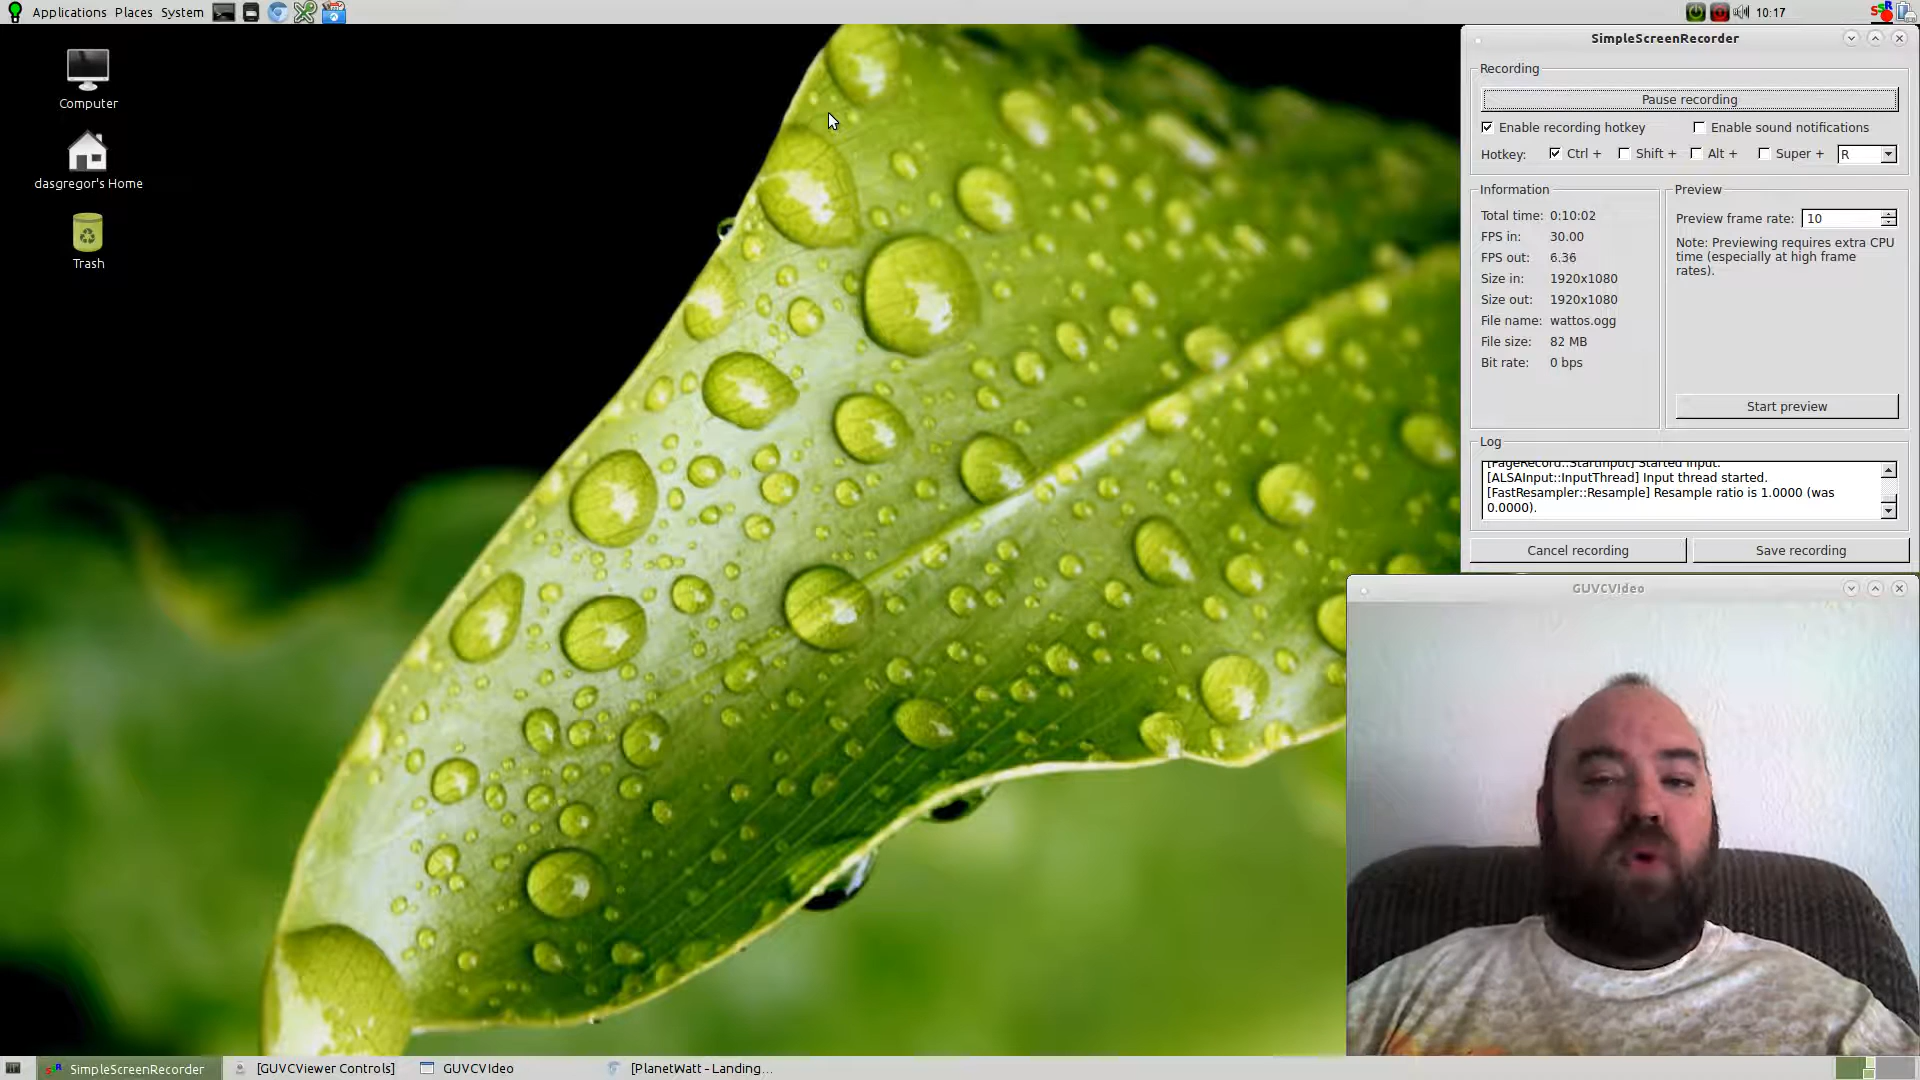 Applications Places System
10:17
Computer
dasgregor's Home
Trash
SimpleScreenRecorder
Recording
Pause recording
Enable recording hotkey
Enable sound notifications
Hotkey: Ctrl + Shift + Alt + Super + R
Information
Total time: 0:10:02
FPS in: 30.00
FPS out: 6.36
Size in: 1920x1080
Size out: 1920x1080
File name: wattos.ogg
File size: 82 MB
Bit rate: 0 bps
Preview
Preview frame rate: 10
Note: Previewing requires extra CPU
time (especially at high frame
rates).
Start preview
Log
[PageRecord::StartInput] Started input.
[ALSAInput::InputThread] Input thread started.
[FastResampler::Resample] Resample ratio is 1.0000 (was
0.0000).
Cancel recording
Save recording
GUVCVIdeo
SimpleScreenRecorder
[GUVCViewer Controls]
GUVCVIdeo
[PlanetWatt - Landing...